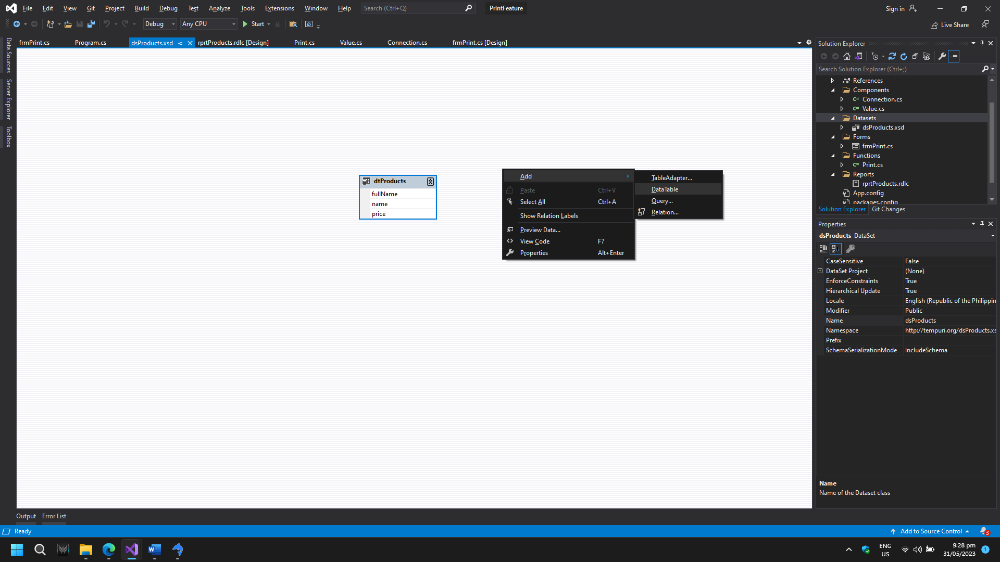 File Edit View Git Project Build Debug Test Analyze Tools Extensions Window Help Search (Ctrl+Q) PrintFeature Sign in
Debug Any CPU Start Live Share
frmPrint.cs Program.cs dsProducts.xsd rprtProducts.rdlc [Design] Print.cs Value.cs Connection.cs frmPrint.cs [Design]
Data Sources
Server Explorer
Toolbox
dtProducts
fullName
name
price
Add
Paste Ctrl+V
Select All Ctrl+A
Show Relation Labels
Preview Data...
View Code F7
Properties Alt+Enter
TableAdapter...
DataTable
Query...
Relation...
Solution Explorer
Search Solution Explorer (Ctrl+;)
References
Components
C# Connection.cs
C# Value.cs
Datasets
dsProducts.xsd
Forms
frmPrint.cs
Functions
C# Print.cs
Reports
rprtProducts.rdlc
App.config
packages.config
Solution Explorer Git Changes
Properties
dsProducts DataSet
CaseSensitive False
DataSet Project (None)
EnforceConstraints True
Hierarchical Update True
Locale English (Republic of the Philippin
Modifier Public
Name dsProducts
Namespace http://tempuri.org/dsProducts.xs
Prefix
SchemaSerializationMode IncludeSchema
Name
Name of the Dataset class
Output Error List
Ready Add to Source Control 3
ENG
US
9:28 pm
31/05/2023
1